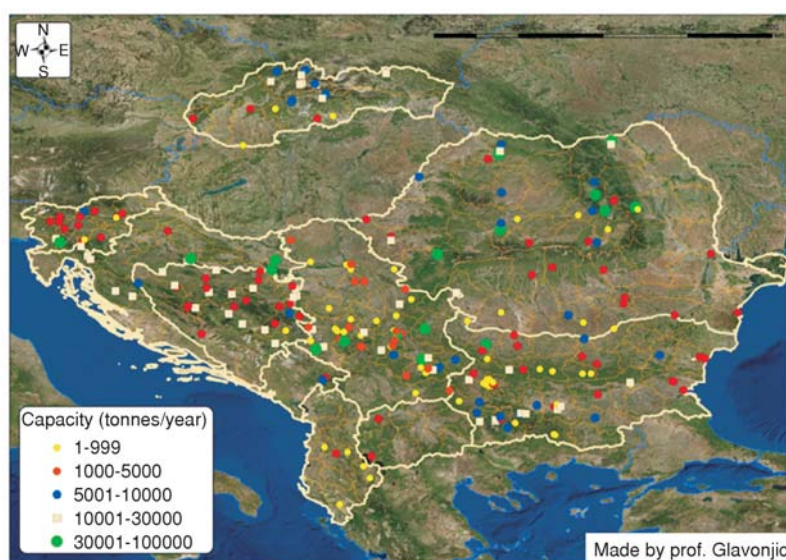 N
W E
S
Capacity (tonnes/year)
1-999
1000-5000
5001-10000
10001-30000
30001-100000
Made by prof. Glavonjic